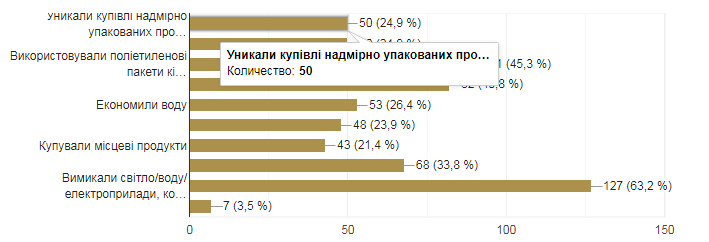 Уникали купівлі надмірно
упакованих про…
50 (24,9 %)
Уникали купівлі надмірно упакованих про…
Количество: 50
Використовували поліетиленові
пакети кі…
(45,3 %)
Економили воду
53 (26,4 %)
48 (23,9 %)
Купували місцеві продукти
43 (21,4 %)
68 (33,8 %)
Вимикали світло/воду/
електроприлади, ко…
127 (63,2 %)
7 (3,5 %)
0
50
100
150